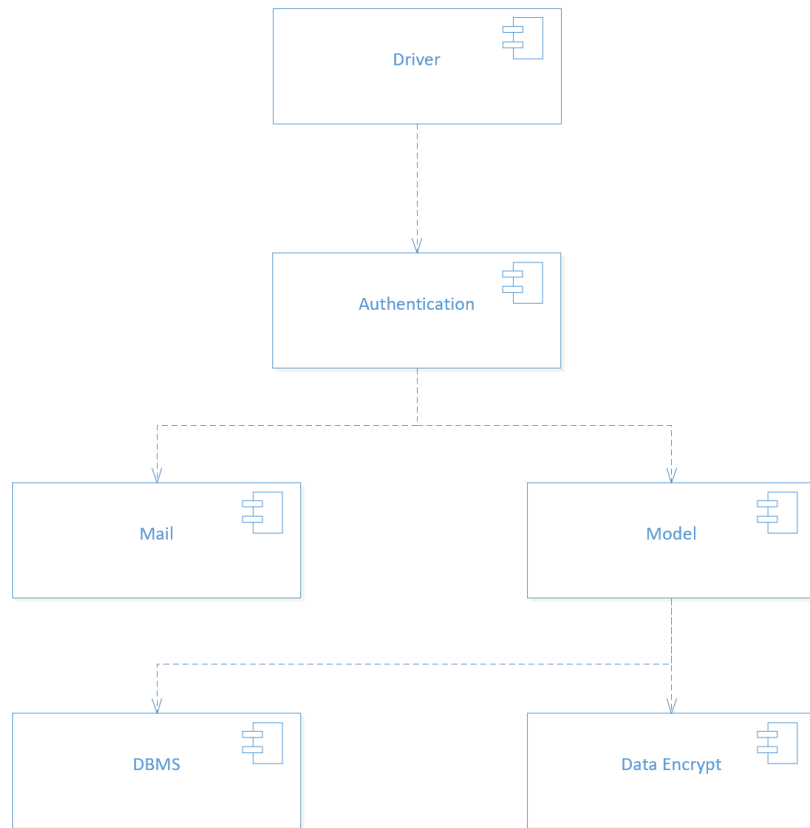 Driver
Authentication
Mail
Model
DBMS
Data Encrypt